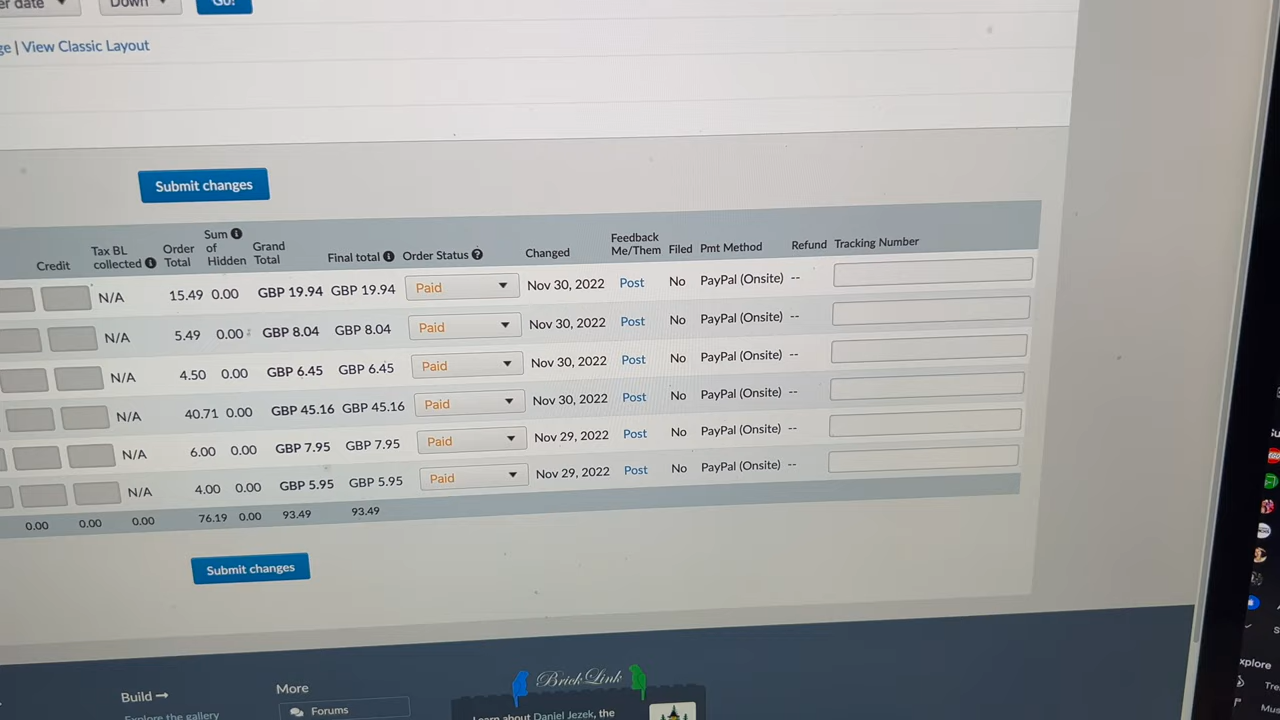 er date Down Go!
ge | View Classic Layout
Submit changes
Credit Tax BL collected Order Total Sum of Hidden Grand Total Final total Order Status Changed Feedback Me/Them Filed Pmt Method Refund Tracking Number
N/A 15.49 0.00 GBP 19.94 GBP 19.94 Paid Nov 30, 2022 Post No PayPal (Onsite) --
N/A 5.49 0.00 GBP 8.04 GBP 8.04 Paid Nov 30, 2022 Post No PayPal (Onsite) --
N/A 4.50 0.00 GBP 6.45 GBP 6.45 Paid Nov 30, 2022 Post No PayPal (Onsite) --
N/A 40.71 0.00 GBP 45.16 GBP 45.16 Paid Nov 30, 2022 Post No PayPal (Onsite) --
N/A 6.00 0.00 GBP 7.95 GBP 7.95 Paid Nov 29, 2022 Post No PayPal (Onsite) --
N/A 4.00 0.00 GBP 5.95 GBP 5.95 Paid Nov 29, 2022 Post No PayPal (Onsite) --
0.00 0.00 0.00 76.19 0.00 93.49 93.49
Submit changes
Build → More BrickLink
Explore the gallery Forums Learn about Daniel Jezek, the
xplore
Tre
Mus